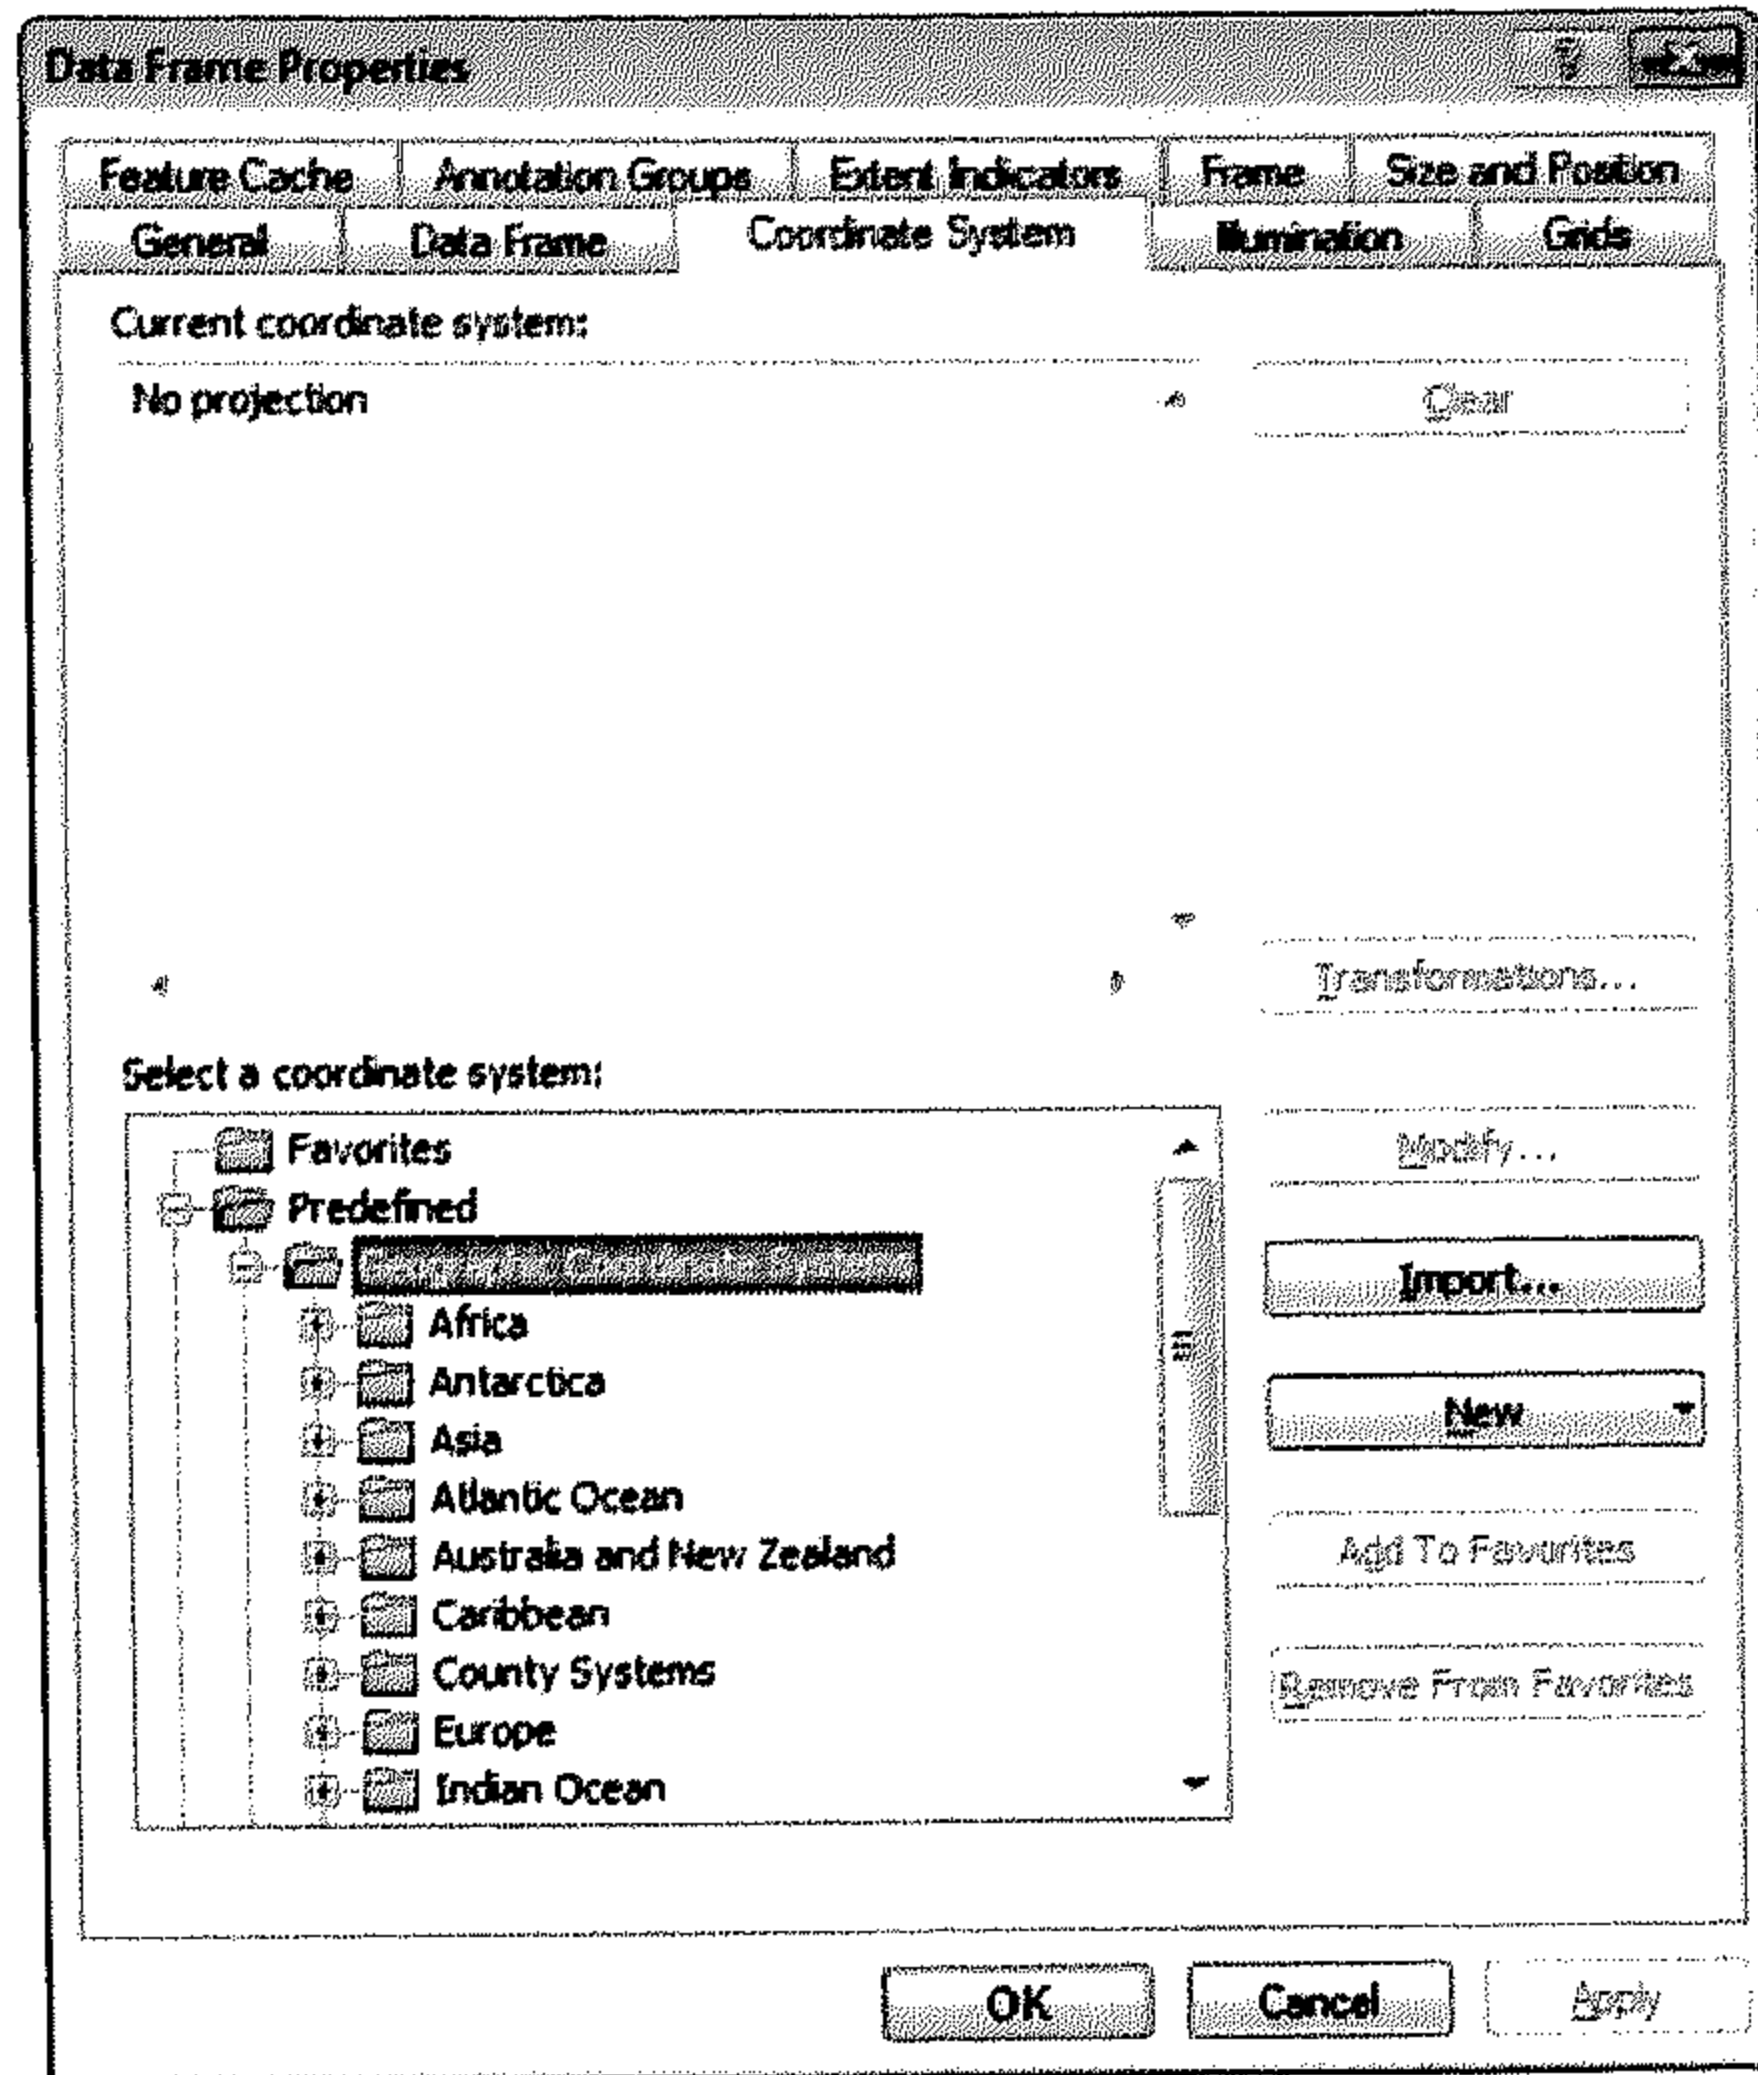 Data Frame Properties
Feature Cache Annotation Groups Extent Indicators Frame Size and Position
General Data Frame Coordinate System Illumination Grids
Current coordinate system:
No projection Clear
Transformations...
Select a coordinate system:
Favorites
Modify...
Predefined
Import...
Africa
Antarctica
New
Asia
Atlantic Ocean
Australia and New Zealand
Add To Favorites
Caribbean
County Systems
Remove From Favorites
Europe
Indian Ocean
OK Cancel Apply